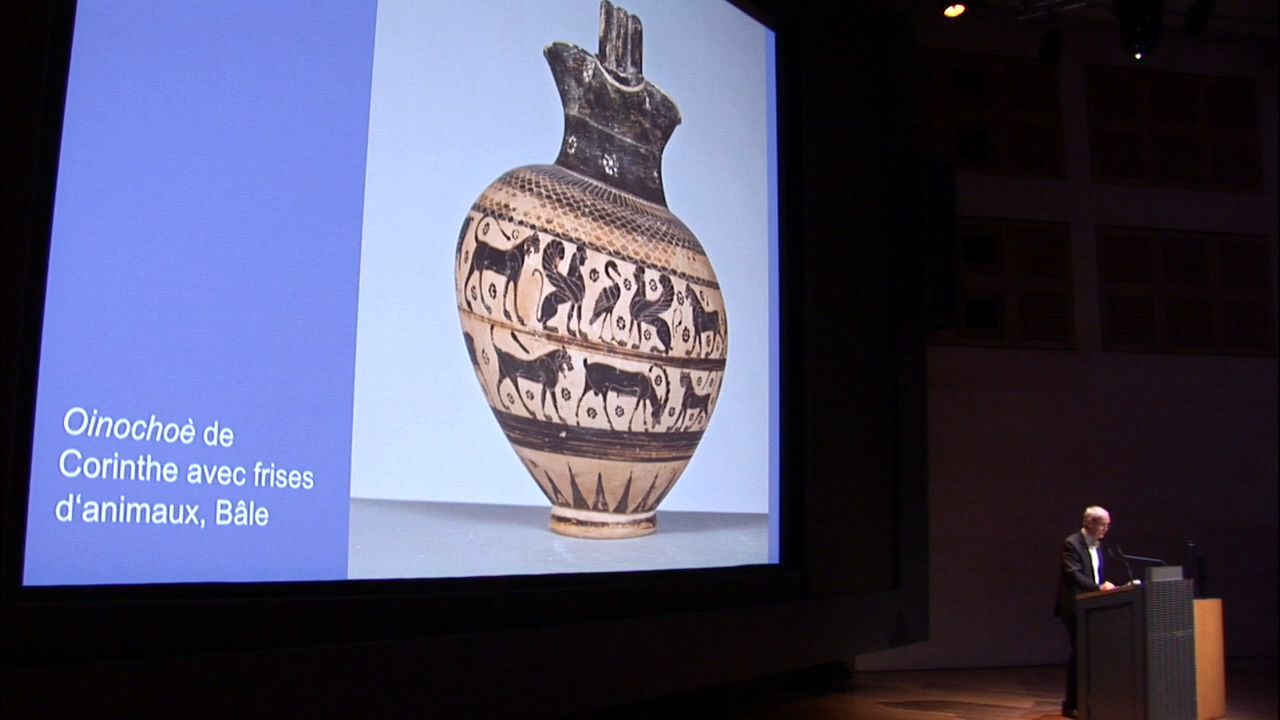 Oinochoè de
Corinthe avec frises
d‘animaux, Bâle